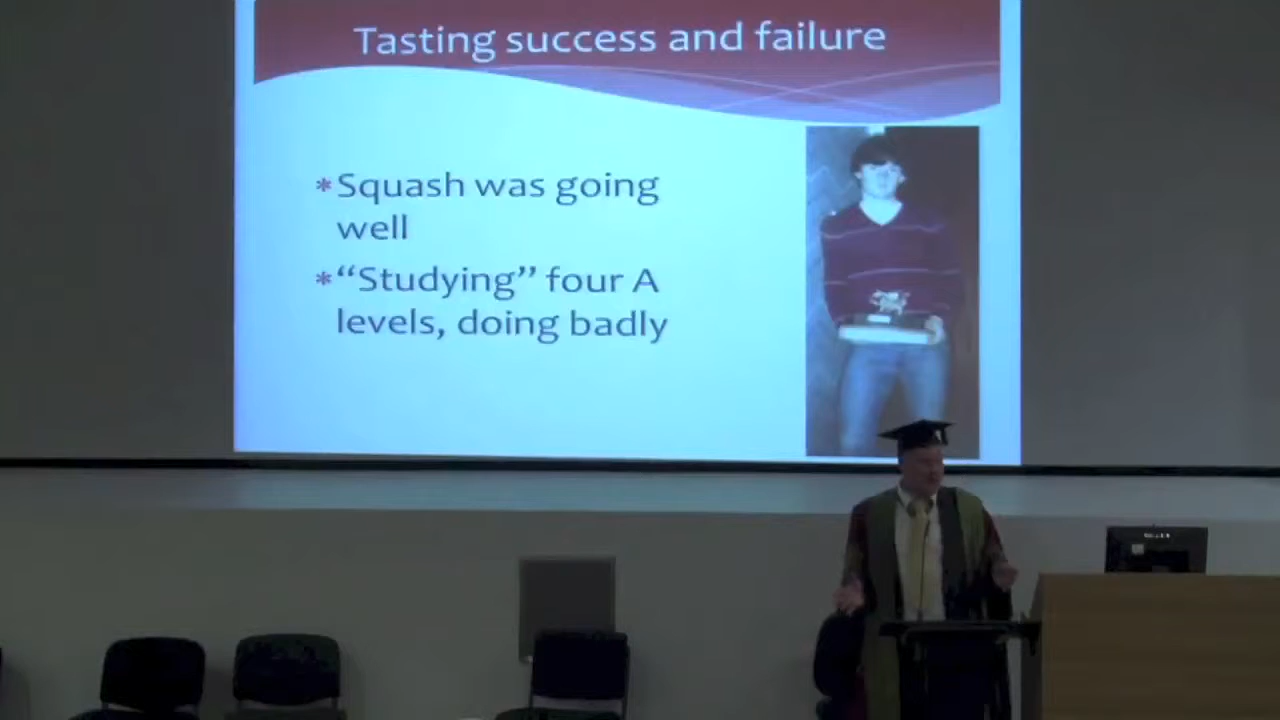 Tasting success and failure
*Squash was going
well
*“Studying” four A
levels, doing badly